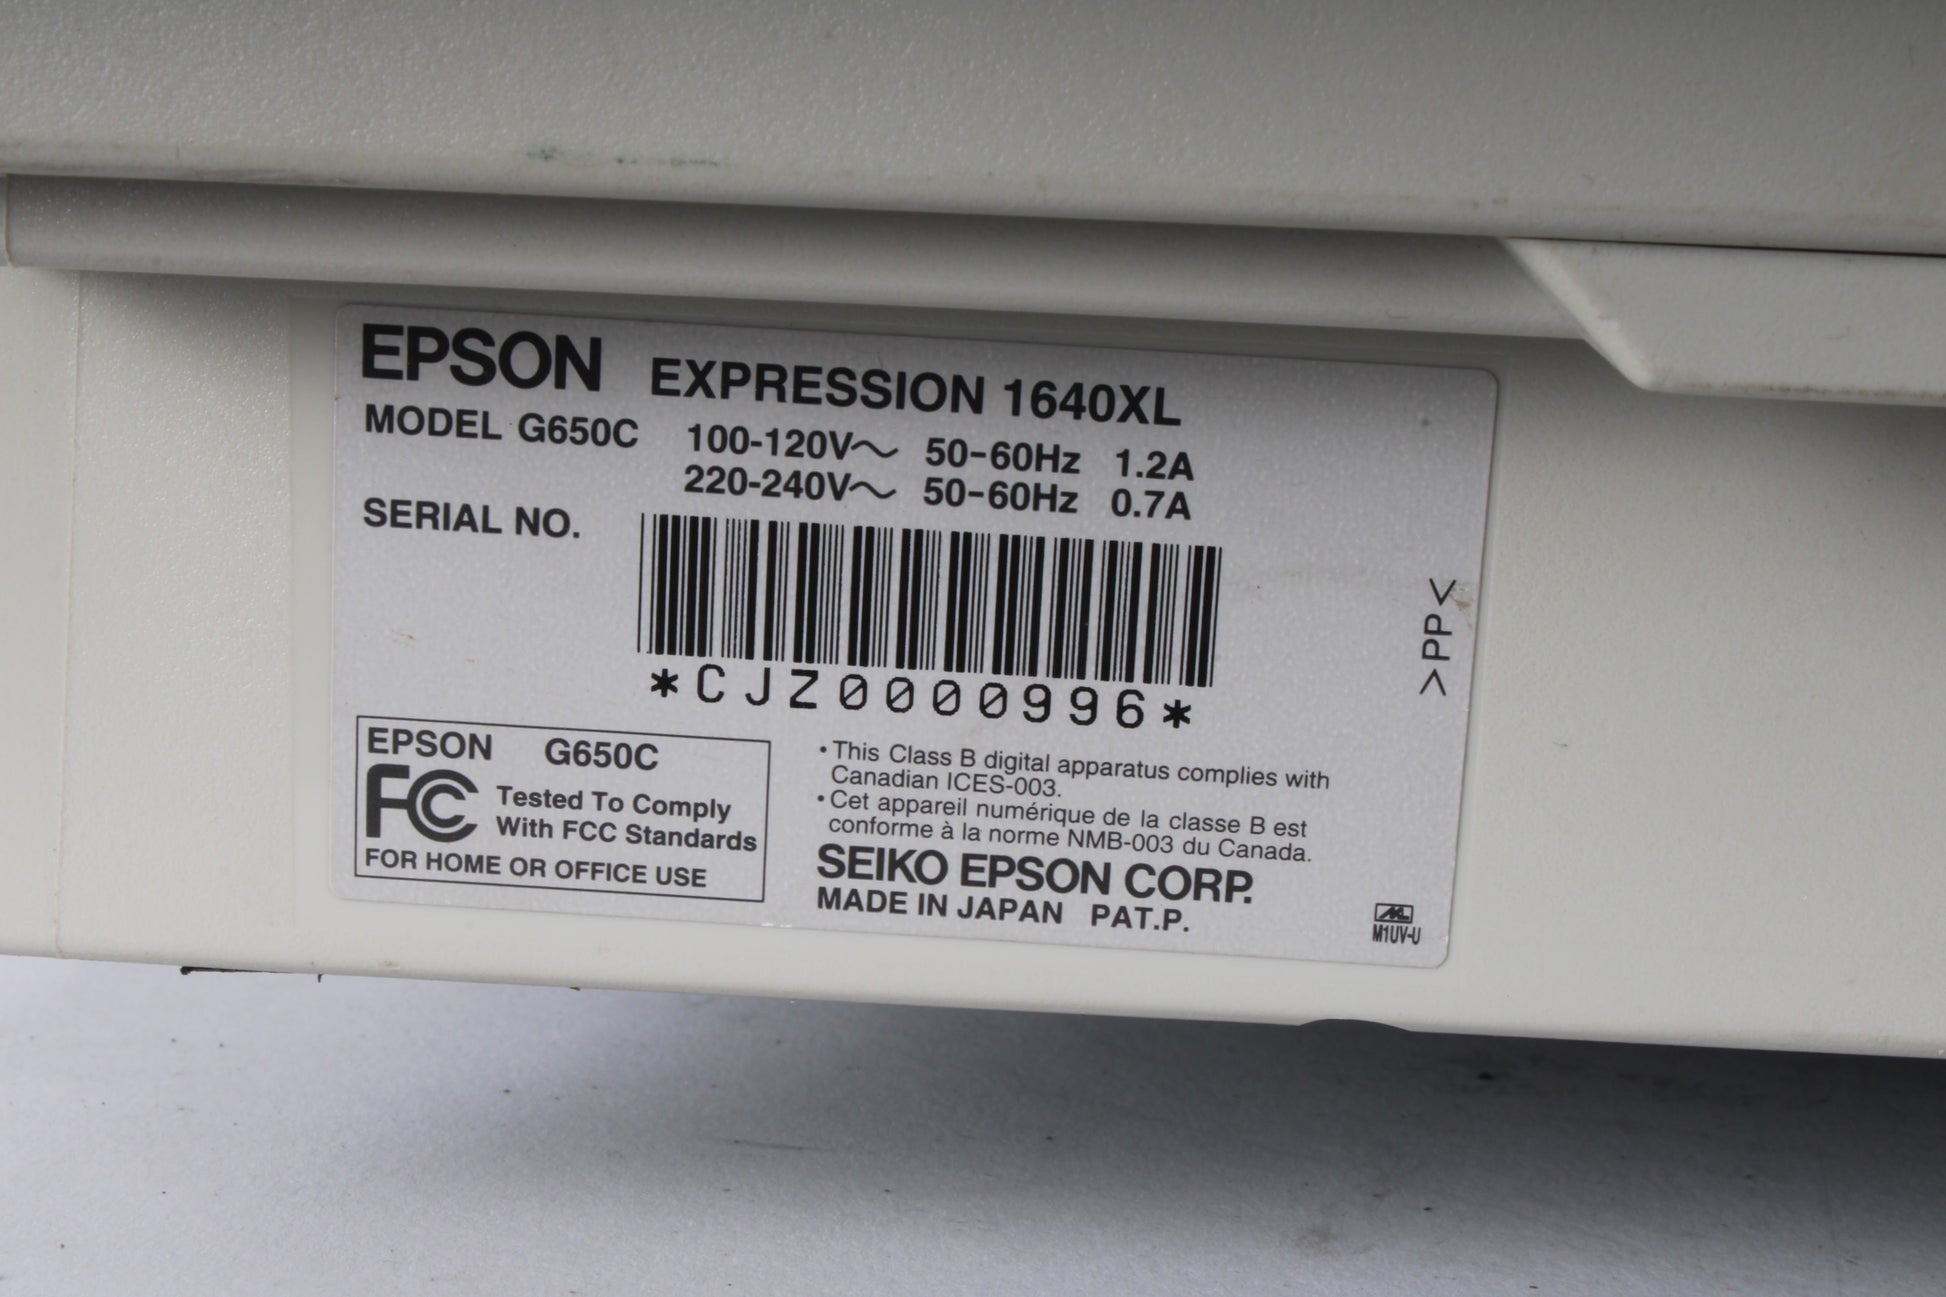 EPSON EXPRESSION 1640XL
MODEL G650C 100-120V～ 50-60Hz 1.2A
220-240V～ 50-60Hz 0.7A
SERIAL NO.
*CJZ0000996*
>PP<
EPSON G650C
FC Tested To Comply
With FCC Standards
FOR HOME OR OFFICE USE
•This Class B digital apparatus complies with
Canadian ICES-003.
•Cet appareil numérique de la classe B est
conforme à la norme NMB-003 du Canada.
SEIKO EPSON CORP.
MADE IN JAPAN PAT.P.
M1UV-U